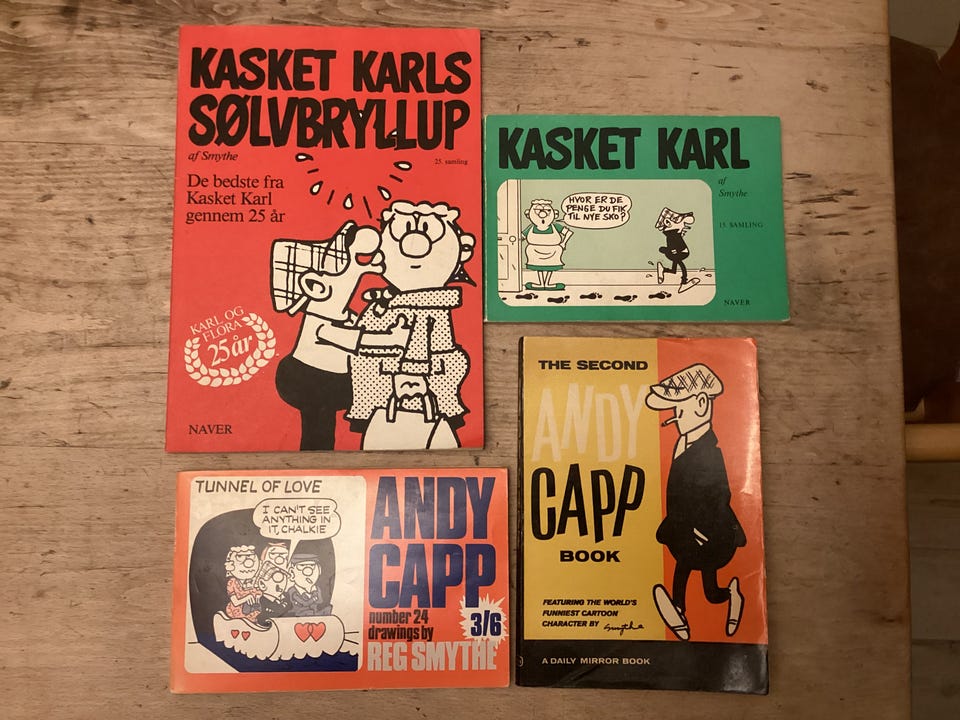 KASKET KARLS
SØLVBRYLLUP
af Smythe
25. samling
De bedste fra
Kasket Karl
gennem 25 år
KARL OG
FLORA
25 år
NAVER
KASKET KARL
af
Smythe
HVOR ER DE
PENGE DU FIK
TIL NYE SKO?
15. SAMLING
NAVER
TUNNEL OF LOVE
I CAN'T SEE
ANYTHING IN
IT, CHALKIE
ANDY
CAPP
number 24
drawings by
REG SMYTHE
3/6
THE SECOND
ANDY
CAPP
BOOK
FEATURING THE WORLD'S
FUNNIEST CARTOON
CHARACTER BY Smythe
A DAILY MIRROR BOOK